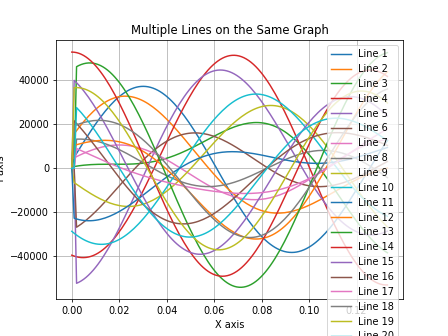 Multiple Lines on the Same Graph
40000
20000
0
−20000
−40000
0.00
0.02
0.04
0.06
0.08
0.10
X axis
Line 1
Line 2
Line 3
Line 4
Line 5
Line 6
Line 7
Line 8
Line 9
Line 10
Line 11
Line 12
Line 13
Line 14
Line 15
Line 16
Line 17
Line 18
Line 19
Line 20